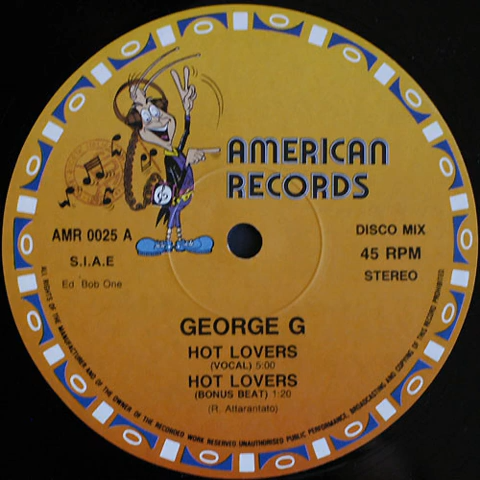 AMERICAN
RECORDS
AMR 0025 A
S.I.A.E
Ed. Bob One
DISCO MIX
45 RPM
STEREO
GEORGE G
HOT LOVERS
(VOCAL) 5:00
HOT LOVERS
(BONUS BEAT) 1:20
(R. Attarantato)
ALL RIGHTS OF THE MANUFACTURER AND OF THE OWNER OF THE RECORDED WORK RESERVED UNAUTHORISED PUBLIC PERFORMANCE, BROADCASTING AND COPYING OF THIS RECORD PROHIBITED